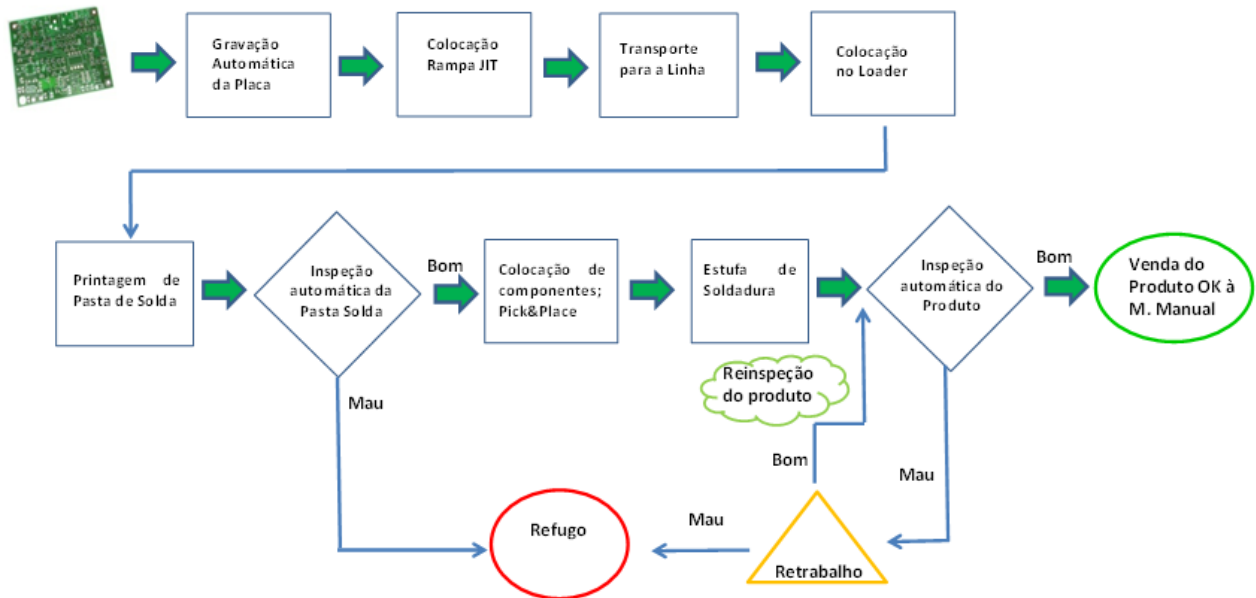 Gravação
Automática
da Placa
Colocação
Rampa JIT
Transporte
para a Linha
Colocação
no Loader
Printagem de
Pasta de Solda
Inspeção
automática da
Pasta Solda
Bom
Colocação de
componentes;
Pick&Place
Estufa de
Soldadura
Inspeção
automática do
Produto
Bom
Venda do
Produto OK à
M. Manual
Reinspeção
do produto
Mau
Bom
Mau
Refugo
Mau
Retrabalho